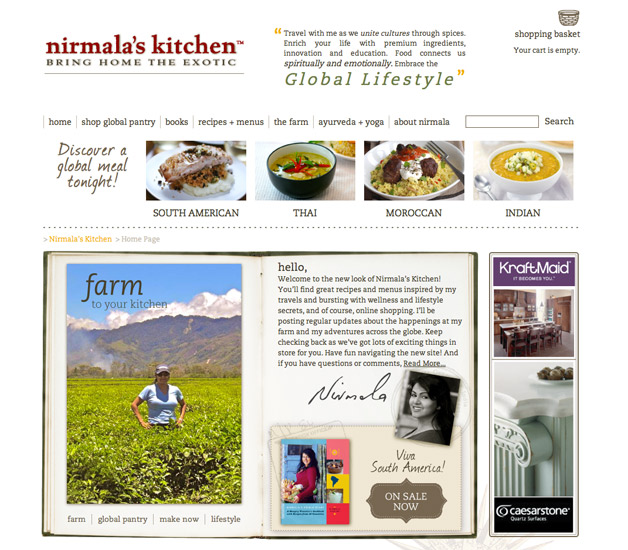 nirmala's kitchen™
BRING HOME THE EXOTIC
“Travel with me as we unite cultures through spices.
Enrich your life with premium ingredients,
innovation and education. Food connects us
spiritually and emotionally. Embrace the
Global Lifestyle”
shopping basket
Your cart is empty.
home
shop global pantry
books
recipes + menus
the farm
ayurveda + yoga
about nirmala
Search
Discover a
global meal
tonight!
SOUTH AMERICAN
THAI
MOROCCAN
INDIAN
> Nirmala's Kitchen > Home Page
farm
to your kitchen
hello,
Welcome to the new look of Nirmala's Kitchen!
You'll find great recipes and menus inspired by my
travels and bursting with wellness and lifestyle
secrets, and of course, online shopping. I'll be
posting regular updates about the happenings at my
farm and my adventures across the globe. Keep
checking back as we've got lots of exciting things in
store for you. Have fun navigating the new site! And
if you have questions or comments, Read More...
Nirmala
Viva
South America!
ON SALE
NOW
farm
global pantry
make now
lifestyle
KraftMaid
IT BECOMES YOU.™
caesarstone
Quartz Surfaces